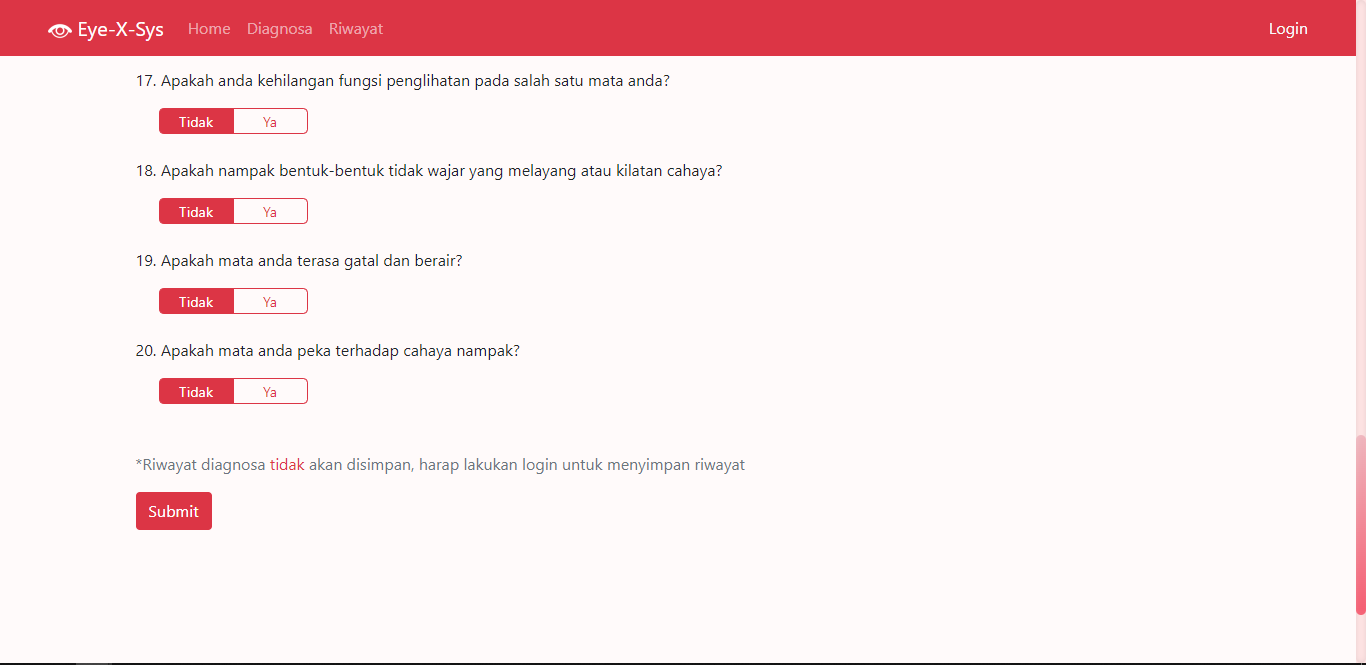 Eye-X-Sys Home Diagnosa Riwayat Login
17. Apakah anda kehilangan fungsi penglihatan pada salah satu mata anda?
Tidak Ya
18. Apakah nampak bentuk-bentuk tidak wajar yang melayang atau kilatan cahaya?
Tidak Ya
19. Apakah mata anda terasa gatal dan berair?
Tidak Ya
20. Apakah mata anda peka terhadap cahaya nampak?
Tidak Ya
*Riwayat diagnosa tidak akan disimpan, harap lakukan login untuk menyimpan riwayat
Submit